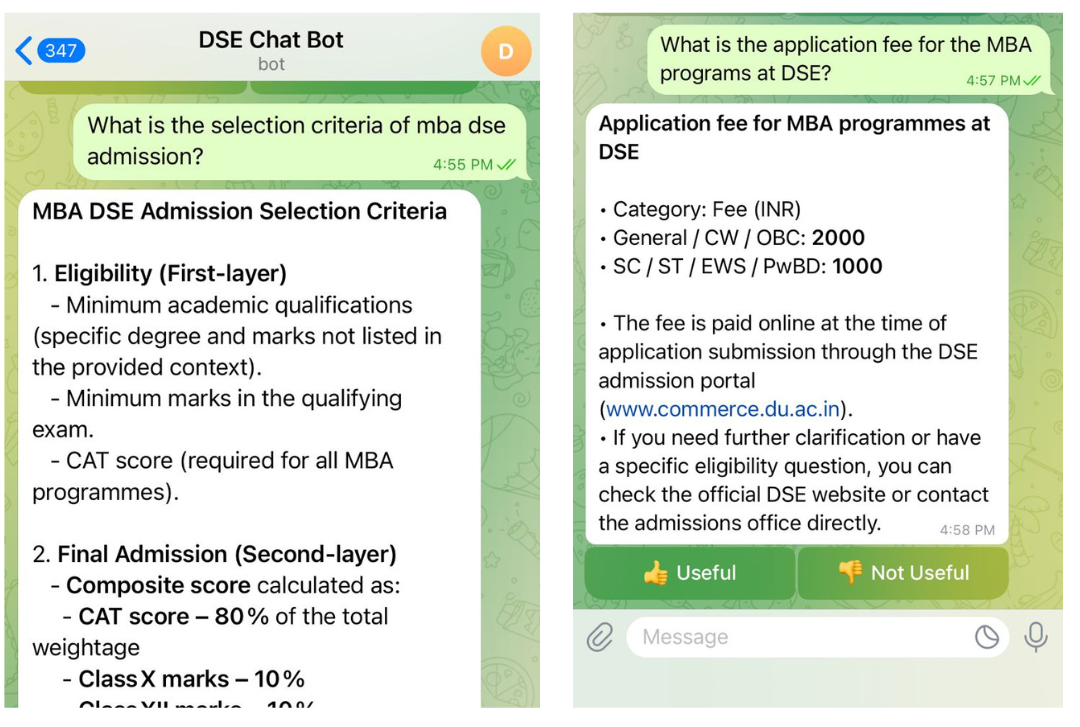 347
DSE Chat Bot
bot
D
What is the selection criteria of mba dse
admission?
4:55 PM
MBA DSE Admission Selection Criteria
1. Eligibility (First-layer)
- Minimum academic qualifications
(specific degree and marks not listed in
the provided context).
- Minimum marks in the qualifying
exam.
- CAT score (required for all MBA
programmes).
2. Final Admission (Second-layer)
- Composite score calculated as:
- CAT score – 80% of the total
weightage
- Class X marks – 10%
- Class XII marks – 10%
What is the application fee for the MBA
programs at DSE?
4:57 PM
Application fee for MBA programmes at
DSE
• Category: Fee (INR)
• General / CW / OBC: 2000
• SC / ST / EWS / PwBD: 1000
• The fee is paid online at the time of
application submission through the DSE
admission portal
(www.commerce.du.ac.in).
• If you need further clarification or have
a specific eligibility question, you can
check the official DSE website or contact
the admissions office directly.
4:58 PM
👍 Useful
👎 Not Useful
Message